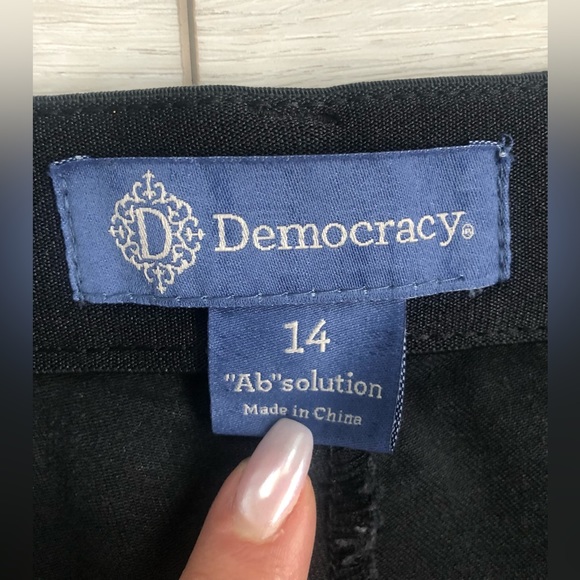 D Democracy®
14
"Ab"solution
Made in China